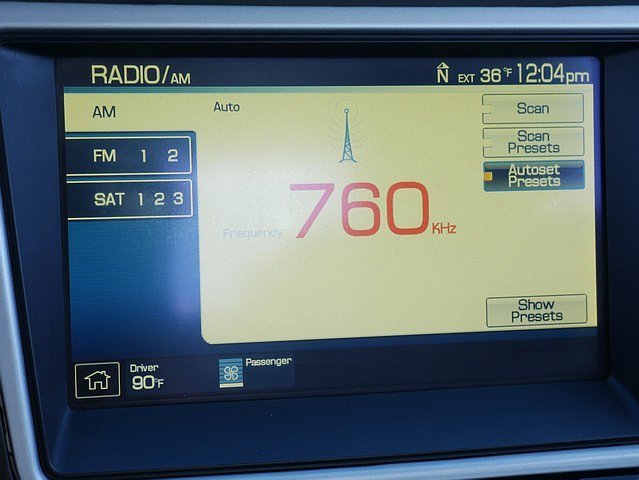 RADIO/AM
N EXT 36°F 12:04pm
AM
Auto
Scan
FM 1 2
Scan
Presets
SAT 1 2 3
Autoset
Presets
Frequency 760 KHz
Show
Presets
Driver
90°F
Passenger